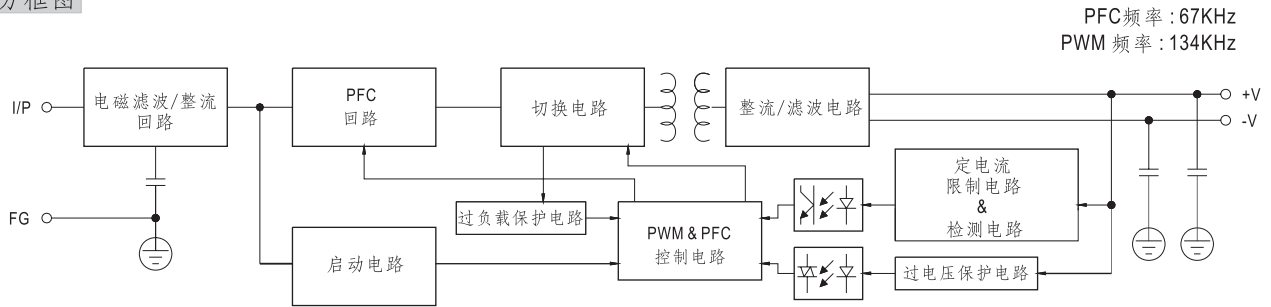 方框图
PFC频率 : 67KHz
PWM 频率 : 134KHz
I/P
电磁滤波/整流
回路
PFC
回路
切换电路
整流/滤波电路
+V
-V
定电流
限制电路
&
检测电路
FG
过负载保护电路
PWM & PFC
控制电路
启动电路
过电压保护电路